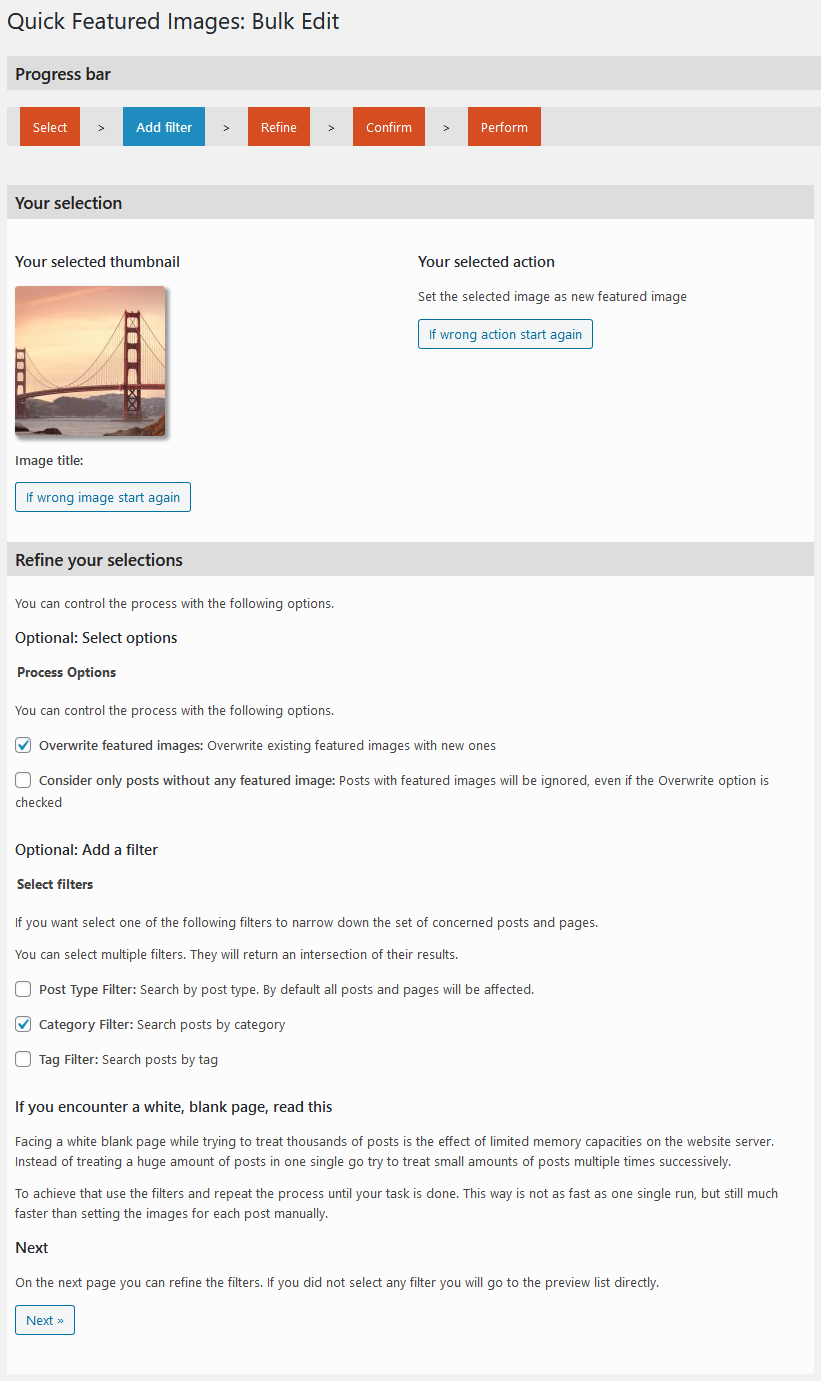 Quick Featured Images: Bulk Edit
Progress bar
Select > Add filter > Refine > Confirm > Perform
Your selection
Your selected thumbnail
Your selected action
Set the selected image as new featured image
If wrong action start again
Image title:
If wrong image start again
Refine your selections
You can control the process with the following options.
Optional: Select options
Process Options
You can control the process with the following options.
Overwrite featured images: Overwrite existing featured images with new ones
Consider only posts without any featured image: Posts with featured images will be ignored, even if the Overwrite option is
checked
Optional: Add a filter
Select filters
If you want select one of the following filters to narrow down the set of concerned posts and pages.
You can select multiple filters. They will return an intersection of their results.
Post Type Filter: Search by post type. By default all posts and pages will be affected.
Category Filter: Search posts by category
Tag Filter: Search posts by tag
If you encounter a white, blank page, read this
Facing a white blank page while trying to treat thousands of posts is the effect of limited memory capacities on the website server.
Instead of treating a huge amount of posts in one single go try to treat small amounts of posts multiple times successively.
To achieve that use the filters and repeat the process until your task is done. This way is not as fast as one single run, but still much
faster than setting the images for each post manually.
Next
On the next page you can refine the filters. If you did not select any filter you will go to the preview list directly.
Next »